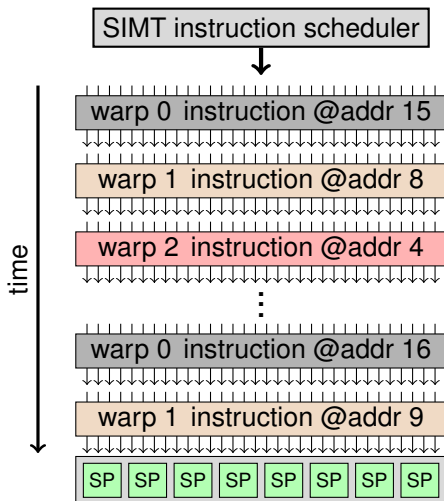 SIMT instruction scheduler
time
warp 0 instruction @addr 15
warp 1 instruction @addr 8
warp 2 instruction @addr 4
⋮
warp 0 instruction @addr 16
warp 1 instruction @addr 9
SP SP SP SP SP SP SP SP